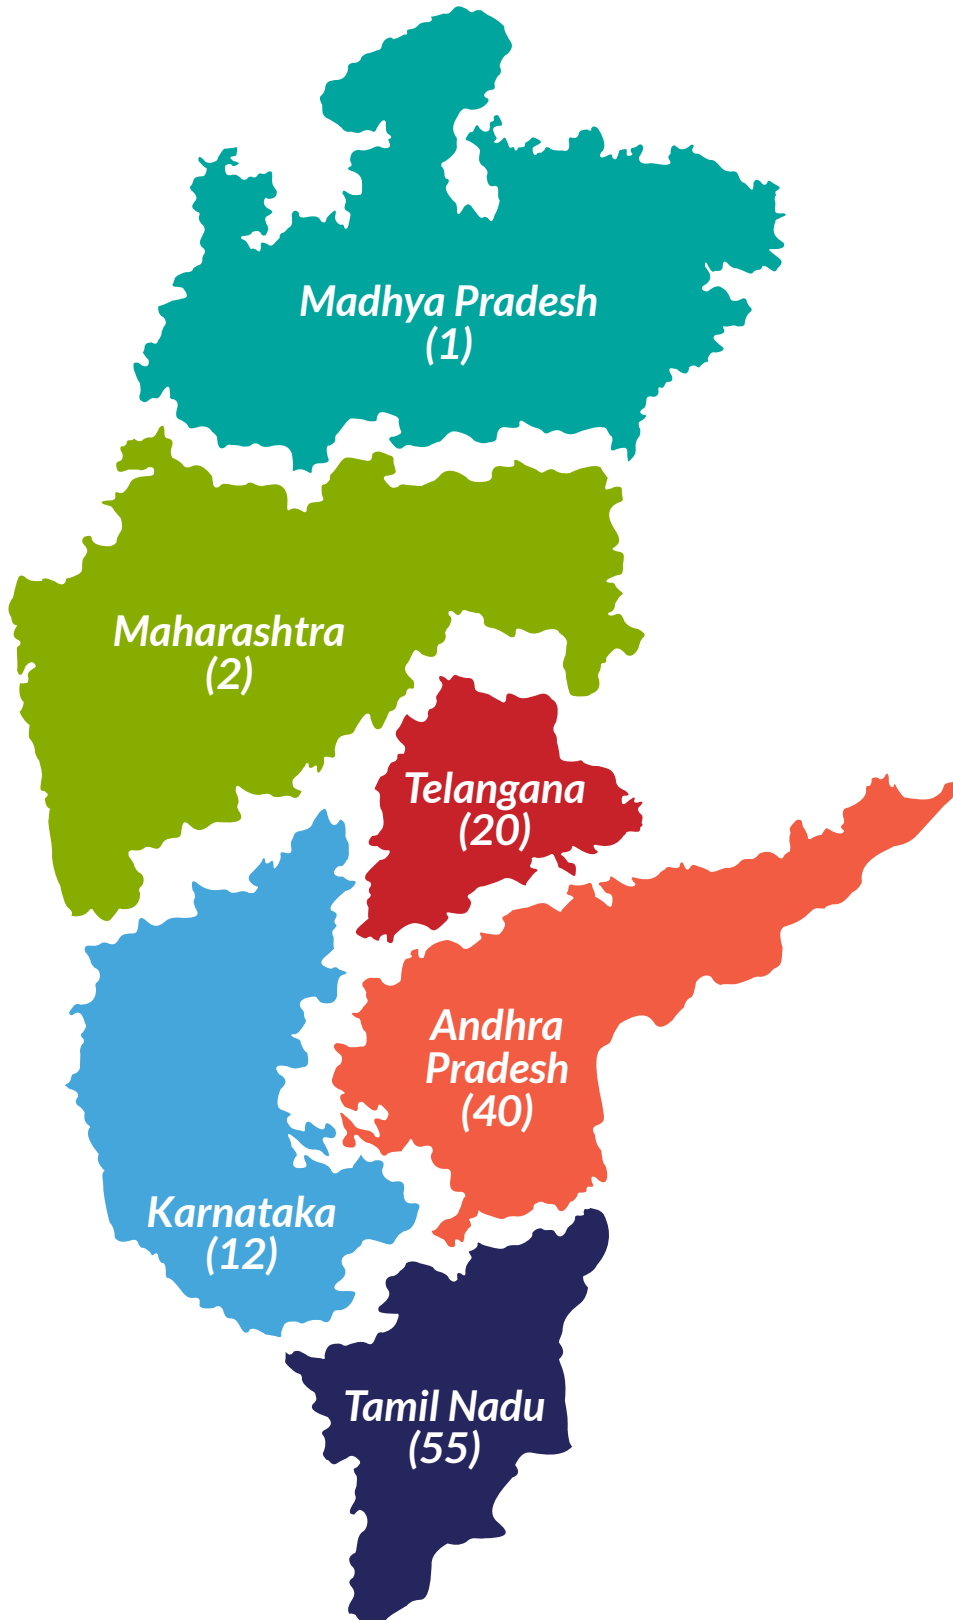 Madhya Pradesh
(1)
Maharashtra
(2)
Telangana
(20)
Andhra
Pradesh
(40)
Karnataka
(12)
Tamil Nadu
(55)